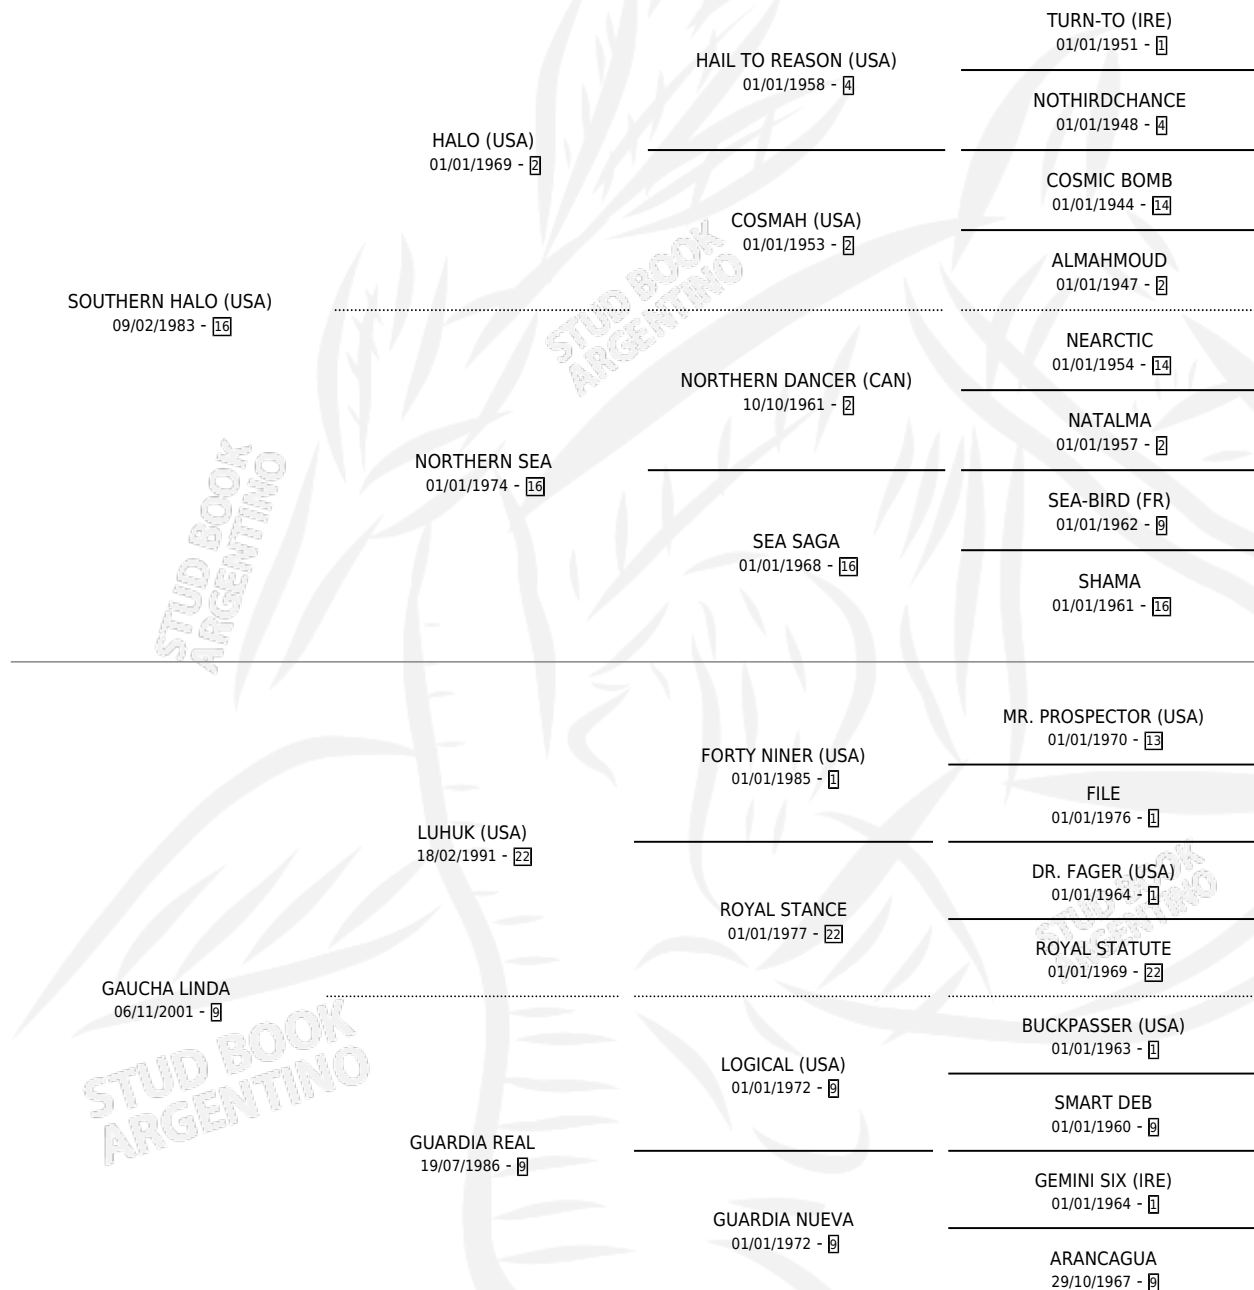 TURN-TO (IRE)
01/01/1951 - 1
HAIL TO REASON (USA)
01/01/1958 - 4
NOTHIRDCHANCE
01/01/1948 - 4
HALO (USA)
01/01/1969 - 2
COSMIC BOMB
01/01/1944 - 14
COSMAH (USA)
01/01/1953 - 2
ALMAHMOUD
01/01/1947 - 2
SOUTHERN HALO (USA)
09/02/1983 - 16
NEARCTIC
01/01/1954 - 14
NORTHERN DANCER (CAN)
10/10/1961 - 2
NATALMA
01/01/1957 - 2
NORTHERN SEA
01/01/1974 - 16
SEA-BIRD (FR)
01/01/1962 - 9
SEA SAGA
01/01/1968 - 16
SHAMA
01/01/1961 - 16
MR. PROSPECTOR (USA)
01/01/1970 - 13
FORTY NINER (USA)
01/01/1985 - 1
FILE
01/01/1976 - 1
LUHUK (USA)
18/02/1991 - 22
DR. FAGER (USA)
01/01/1964 - 1
ROYAL STANCE
01/01/1977 - 22
ROYAL STATUTE
01/01/1969 - 22
GAUCHA LINDA
06/11/2001 - 9
BUCKPASSER (USA)
01/01/1963 - 1
LOGICAL (USA)
01/01/1972 - 9
SMART DEB
01/01/1960 - 9
GUARDIA REAL
19/07/1986 - 9
GEMINI SIX (IRE)
01/01/1964 - 1
GUARDIA NUEVA
01/01/1972 - 9
ARANCAGUA
29/10/1967 - 9
STUD BOOK
ARGENTINO
STUD BOOK
ARGENTINO
STUD BOOK
ARGENTINO
STUD BOOK
ARGENTINO